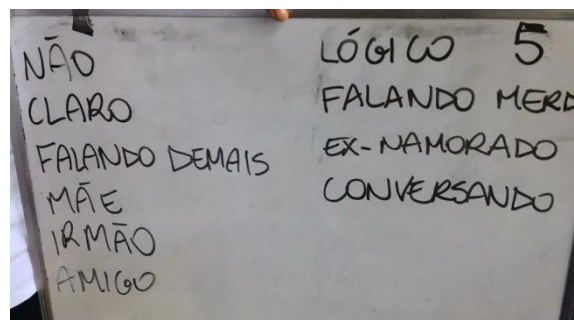 NÃO
CLARO
FALANDO DEMAIS
MÃE
IRMÃO
AMIGO
LÓGICO 5
FALANDO MERD
EX-NAMORADO
CONVERSANDO